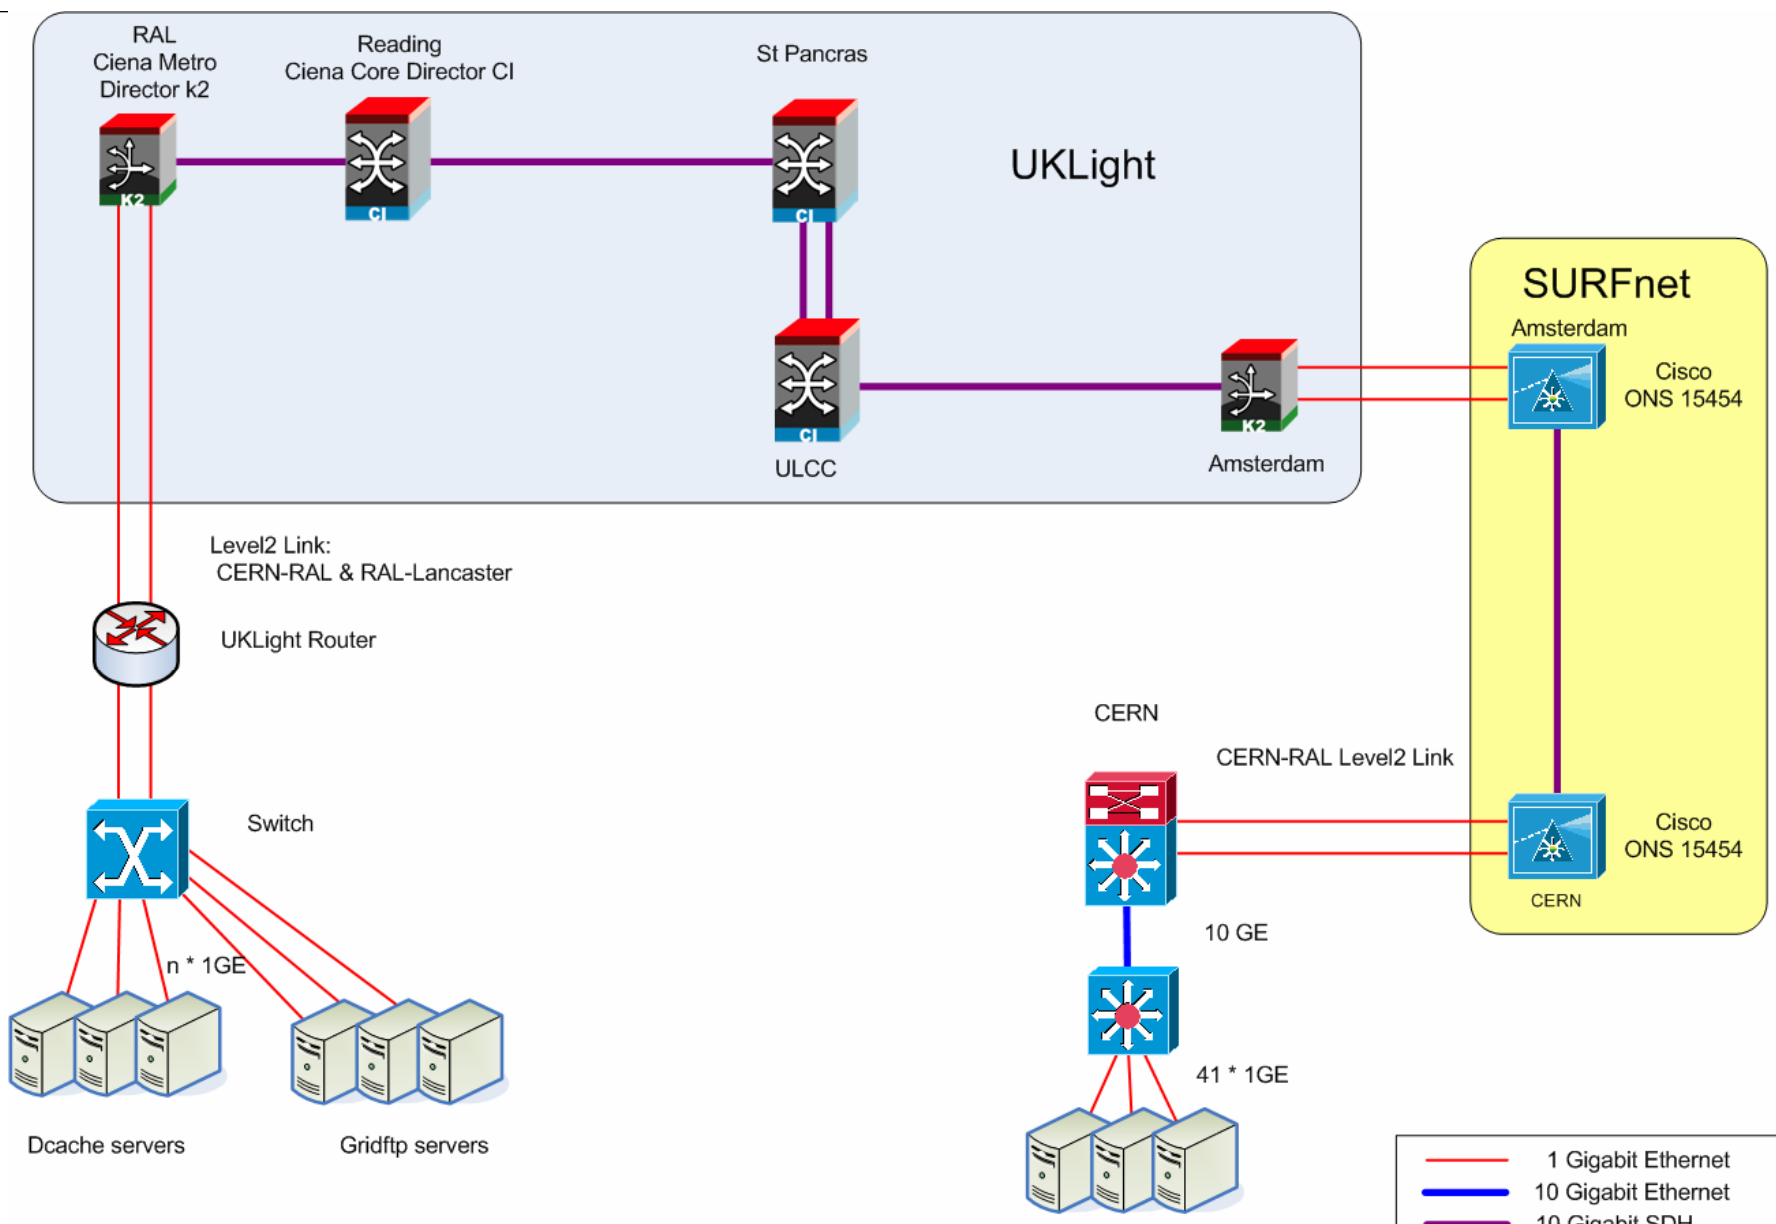 RAL
Ciena Metro
Director k2
Reading
Ciena Core Director CI
St Pancras
UKLight
K2
CI
CI
SURFnet
Amsterdam
Cisco
ONS 15454
CI
K2
ULCC
Amsterdam
Level2 Link:
CERN-RAL & RAL-Lancaster
UKLight Router
CERN
CERN-RAL Level2 Link
Switch
Cisco
ONS 15454
CERN
10 GE
n * 1GE
41 * 1GE
Dcache servers
Gridftp servers
1 Gigabit Ethernet
10 Gigabit Ethernet
10 Gigabit SDH